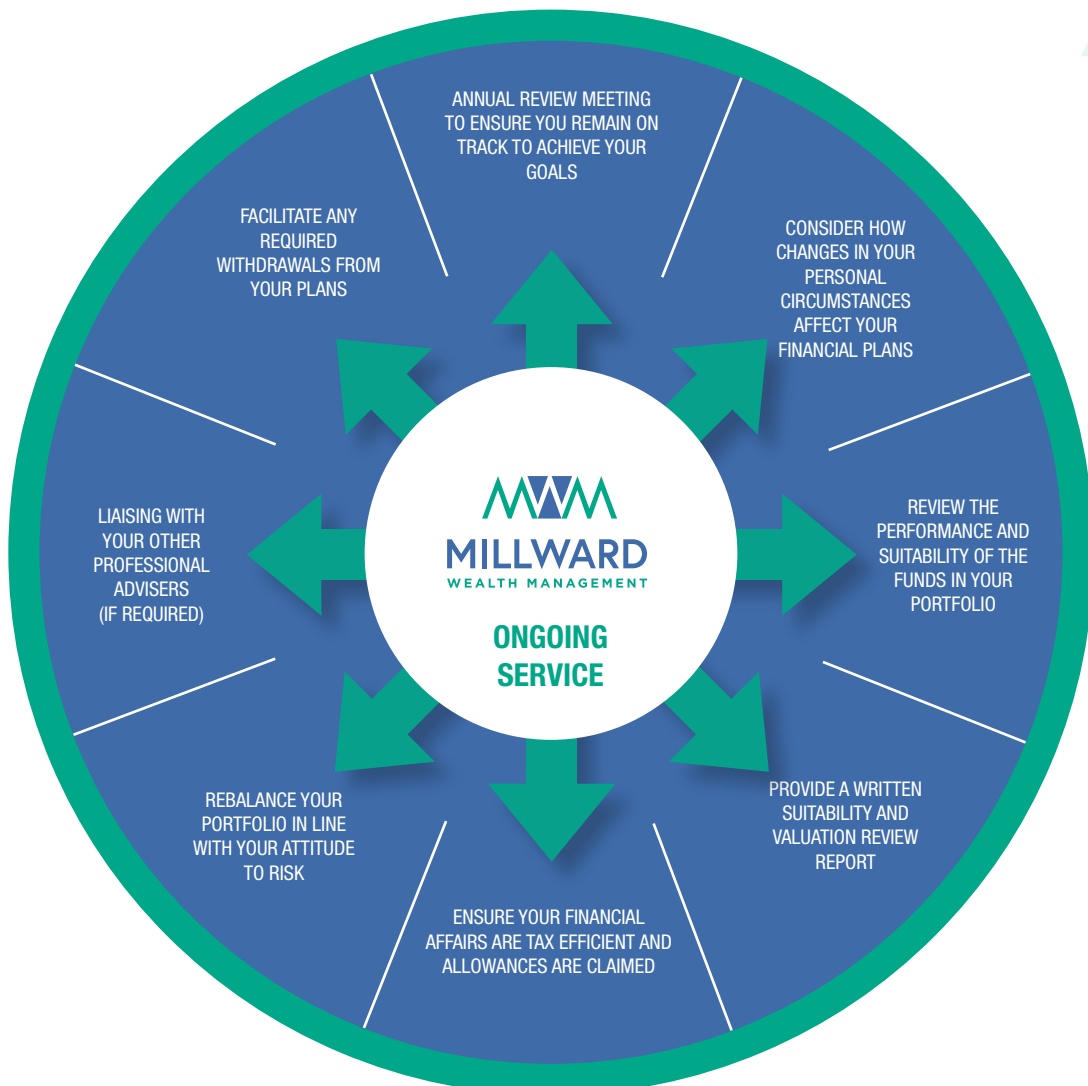 ANNUAL REVIEW MEETING
TO ENSURE YOU REMAIN ON
TRACK TO ACHIEVE YOUR
GOALS
CONSIDER HOW
CHANGES IN YOUR
PERSONAL
CIRCUMSTANCES
AFFECT YOUR
FINANCIAL PLANS
REVIEW THE
PERFORMANCE AND
SUITABILITY OF THE
FUNDS IN YOUR
PORTFOLIO
PROVIDE A WRITTEN
SUITABILITY AND
VALUATION REVIEW
REPORT
ENSURE YOUR FINANCIAL
AFFAIRS ARE TAX EFFICIENT AND
ALLOWANCES ARE CLAIMED
REBALANCE YOUR
PORTFOLIO IN LINE
WITH YOUR ATTITUDE
TO RISK
LIAISING WITH
YOUR OTHER
PROFESSIONAL
ADVISERS
(IF REQUIRED)
FACILITATE ANY
REQUIRED
WITHDRAWALS FROM
YOUR PLANS
MWM
MILLWARD
WEALTH MANAGEMENT
ONGOING
SERVICE